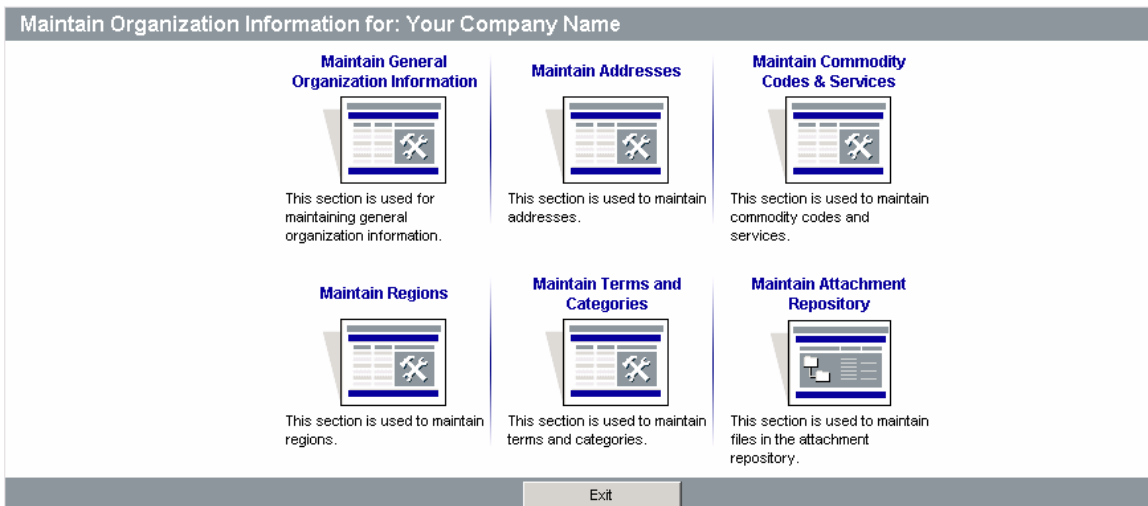 Maintain Organization Information for: Your Company Name
Maintain General
Organization Information
This section is used for
maintaining general
organization information.
Maintain Addresses
This section is used to maintain
addresses.
Maintain Commodity
Codes & Services
This section is used to maintain
commodity codes and
services.
Maintain Regions
This section is used to maintain
regions.
Maintain Terms and
Categories
This section is used to maintain
terms and categories.
Maintain Attachment
Repository
This section is used to maintain
files in the attachment
repository.
Exit